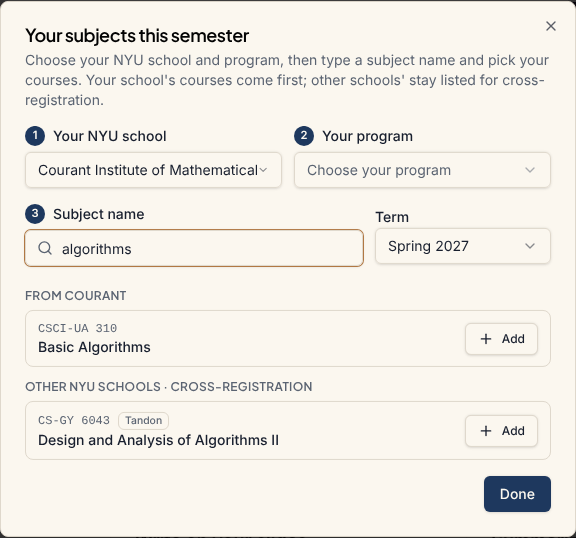 Your subjects this semester
Choose your NYU school and program, then type a subject name and pick your
courses. Your school's courses come first; other schools' stay listed for cross-
registration.
1 Your NYU school
2 Your program
Courant Institute of Mathematical
Choose your program
3 Subject name
Term
algorithms
Spring 2027
FROM COURANT
CSCI-UA 310
Basic Algorithms
+ Add
OTHER NYU SCHOOLS · CROSS-REGISTRATION
CS-GY 6043 Tandon
Design and Analysis of Algorithms II
+ Add
Done